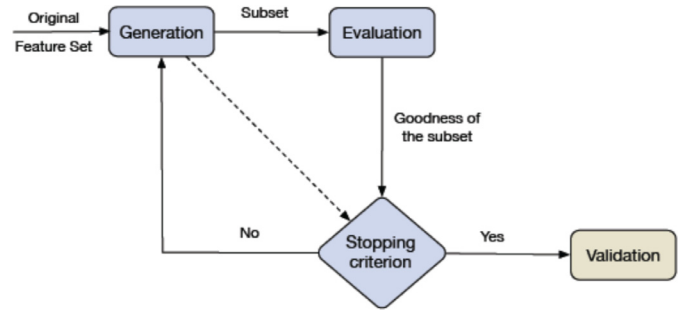 Original
Feature Set
Generation
Subset
Evaluation
Goodness of
the subset
No
Stopping
criterion
Yes
Validation